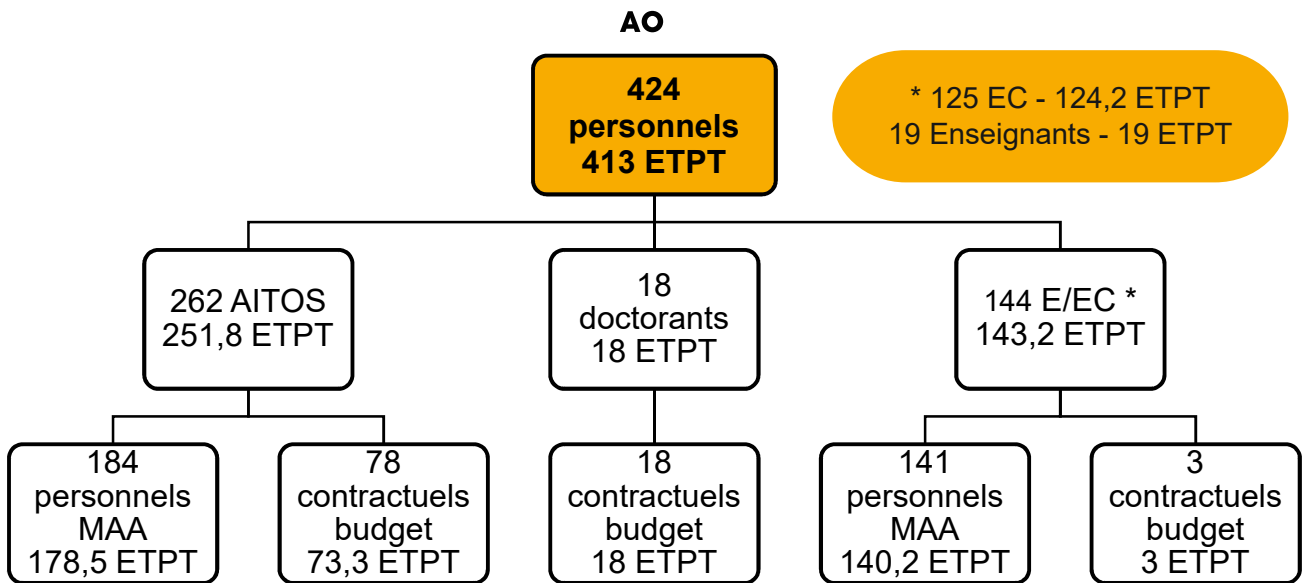 AO
424
personnels
413 ETPT
* 125 EC - 124,2 ETPT
19 Enseignants - 19 ETPT
262 AITOS
251,8 ETPT
18
doctorants
18 ETPT
144 E/EC *
143,2 ETPT
184
personnels
MAA
178,5 ETPT
78
contractuels
budget
73,3 ETPT
18
contractuels
budget
18 ETPT
141
personnels
MAA
140,2 ETPT
3
contractuels
budget
3 ETPT